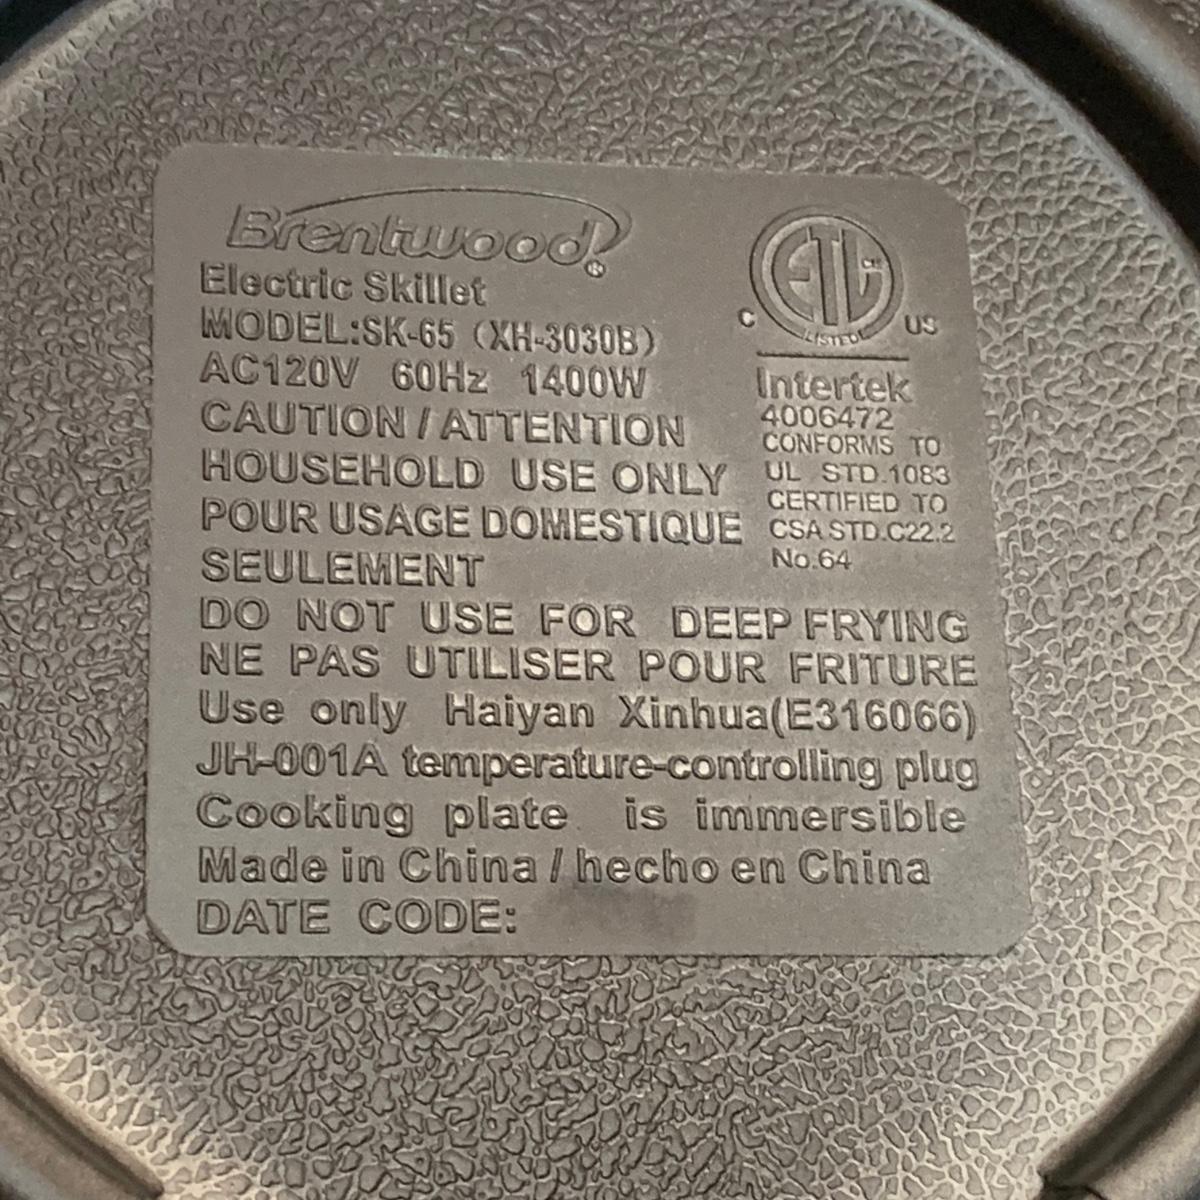 Brentwood®
Electric Skillet
MODEL:SK-65 (XH-3030B)
AC120V 60Hz 1400W
CAUTION / ATTENTION
HOUSEHOLD USE ONLY
POUR USAGE DOMESTIQUE
SEULEMENT
DO NOT USE FOR DEEP FRYING
NE PAS UTILISER POUR FRITURE
Use only Haiyan Xinhua(E316066)
JH-001A temperature-controlling plug
Cooking plate is immersible
Made in China / hecho en China
DATE CODE:
ETL CM
LISTED
C US
Intertek
4006472
CONFORMS TO
UL STD.1083
CERTIFIED TO
CSA STD.C22.2
No.64